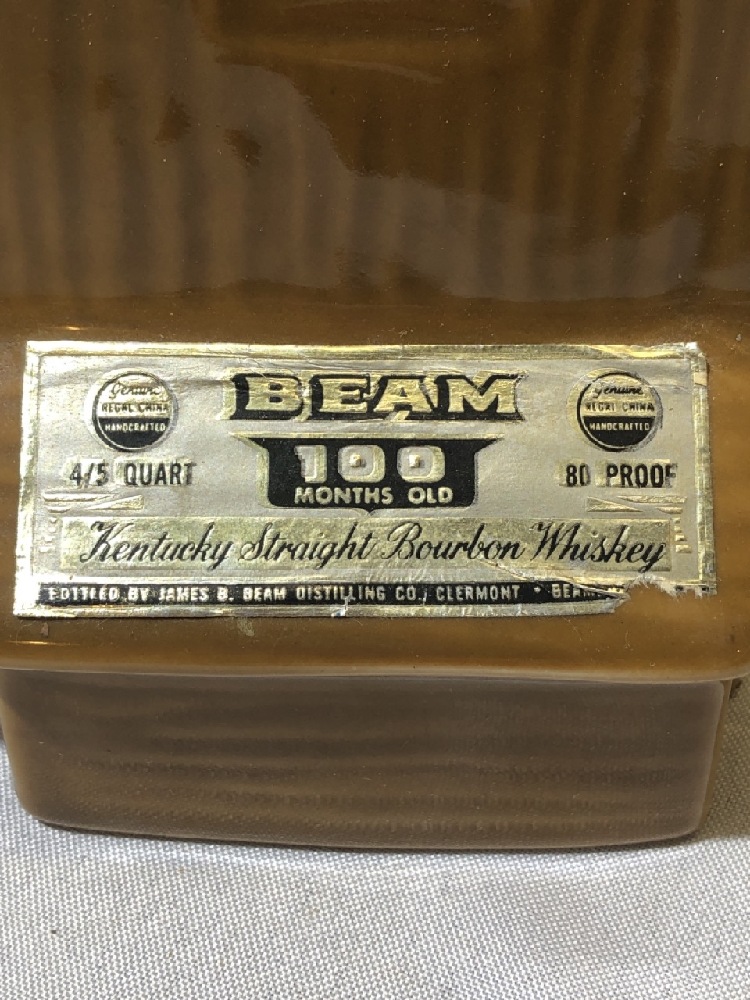 Genuine
REGAL CHINA
HANDCRAFTED
BEAM
Genuine
REGAL CHINA
HANDCRAFTED
4/5 QUART
100
MONTHS OLD
80 PROOF
Kentucky Straight Bourbon Whiskey
BOTTLED BY JAMES B. BEAM DISTILLING CO., CLERMONT •